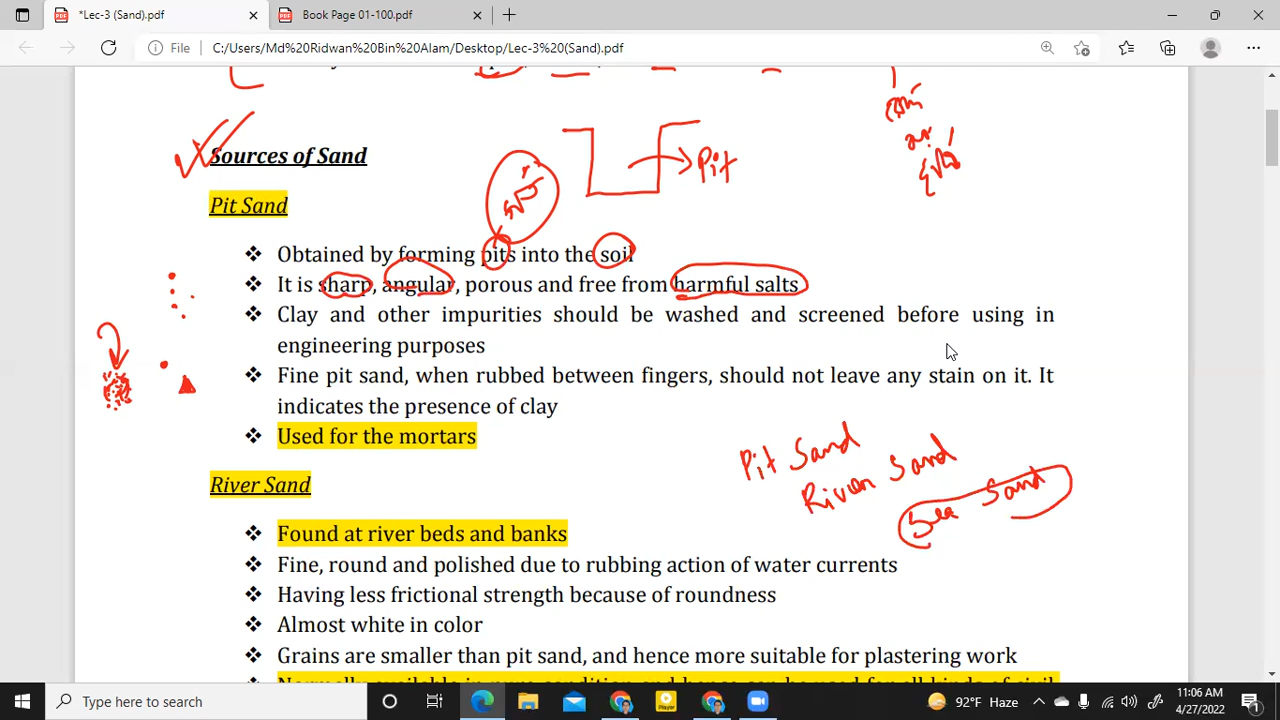 *Lec-3 (Sand).pdf
Book Page 01-100.pdf
File
C:/Users/Md%20Ridwan%20Bin%20Alam/Desktop/Lec-3%20(Sand).pdf
Sources of Sand
Pit
Pit Sand
❖ Obtained by forming pits into the soil
❖ It is sharp, angular, porous and free from harmful salts
❖ Clay and other impurities should be washed and screened before using in
engineering purposes
❖ Fine pit sand, when rubbed between fingers, should not leave any stain on it. It
indicates the presence of clay
❖ Used for the mortars
Pit Sand
River Sand
Sea Sand
River Sand
❖ Found at river beds and banks
❖ Fine, round and polished due to rubbing action of water currents
❖ Having less frictional strength because of roundness
❖ Almost white in color
❖ Grains are smaller than pit sand, and hence more suitable for plastering work
Type here to search
92°F Haze
11:06 AM
4/27/2022